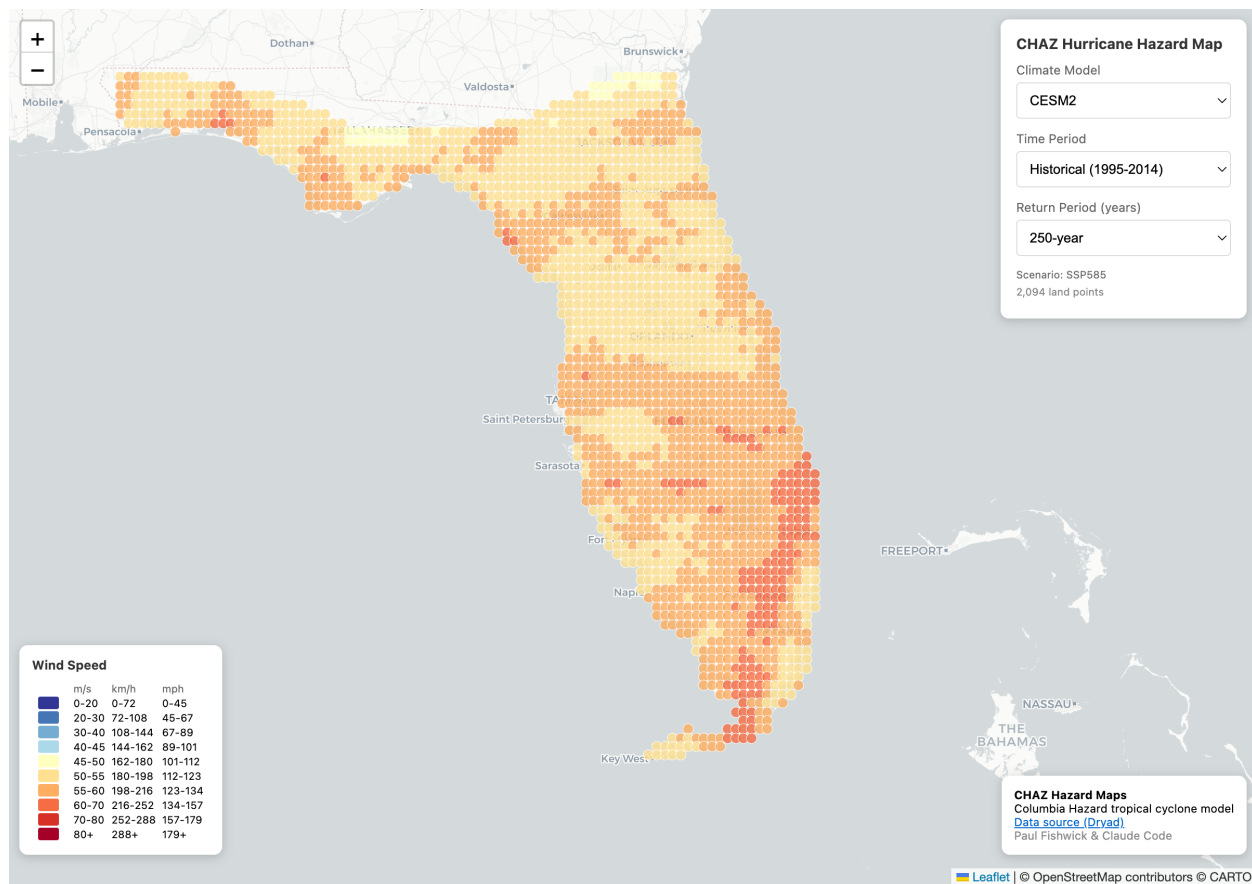 +
−
Dothan
Brunswick
Valdosta
Mobile
Pensacola
TA
Saint Petersbur
Sarasota
For
Nap
Key West
FREEPORT
NASSAU
THE
BAHAMAS
CHAZ Hurricane Hazard Map
Climate Model
CESM2
Time Period
Historical (1995-2014)
Return Period (years)
250-year
Scenario: SSP585
2,094 land points
Wind Speed
m/s km/h mph
0-20 0-72 0-45
20-30 72-108 45-67
30-40 108-144 67-89
40-45 144-162 89-101
45-50 162-180 101-112
50-55 180-198 112-123
55-60 198-216 123-134
60-70 216-252 134-157
70-80 252-288 157-179
80+ 288+ 179+
CHAZ Hazard Maps
Columbia Hazard tropical cyclone model
Data source (Dryad)
Paul Fishwick & Claude Code
Leaflet | © OpenStreetMap contributors © CARTO